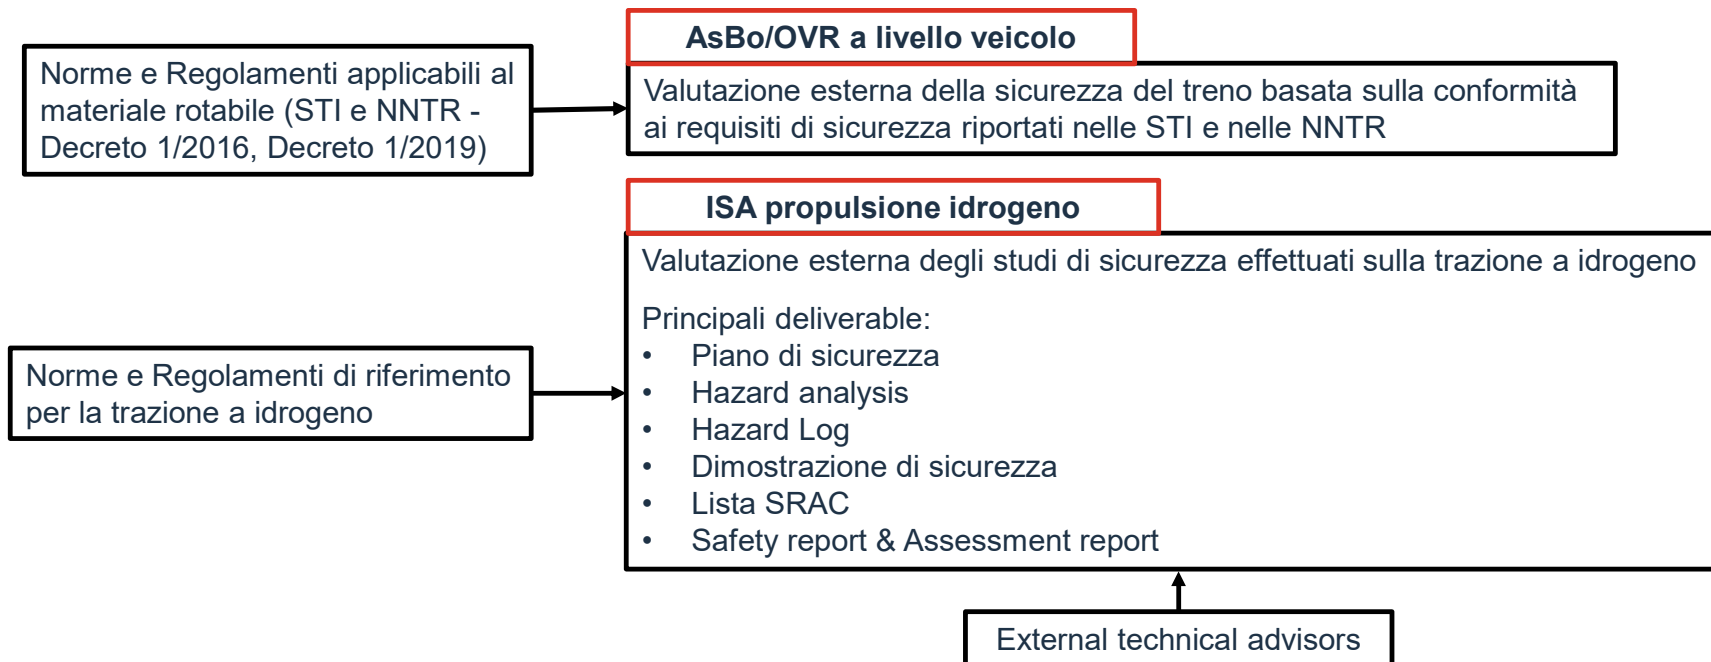 AsBo/OVR a livello veicolo
Norme e Regolamenti applicabili al
materiale rotabile (STI e NNTR -
Decreto 1/2016, Decreto 1/2019)
Valutazione esterna della sicurezza del treno basata sulla conformità
ai requisiti di sicurezza riportati nelle STI e nelle NNTR
ISA propulsione idrogeno
Valutazione esterna degli studi di sicurezza effettuati sulla trazione a idrogeno
Principali deliverable:
• Piano di sicurezza
• Hazard analysis
• Hazard Log
• Dimostrazione di sicurezza
• Lista SRAC
• Safety report & Assessment report
Norme e Regolamenti di riferimento
per la trazione a idrogeno
External technical advisors